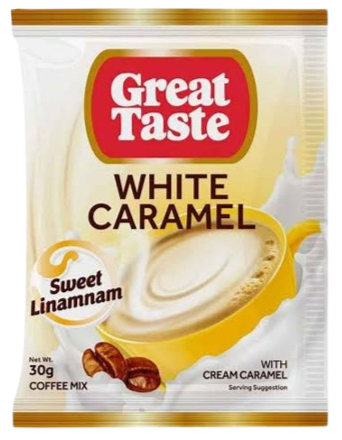 Great
Taste
WHITE
CARAMEL
Sweet
Linamnam
Net Wt.
30g
COFFEE MIX
WITH
CREAM CARAMEL
Serving Suggestion